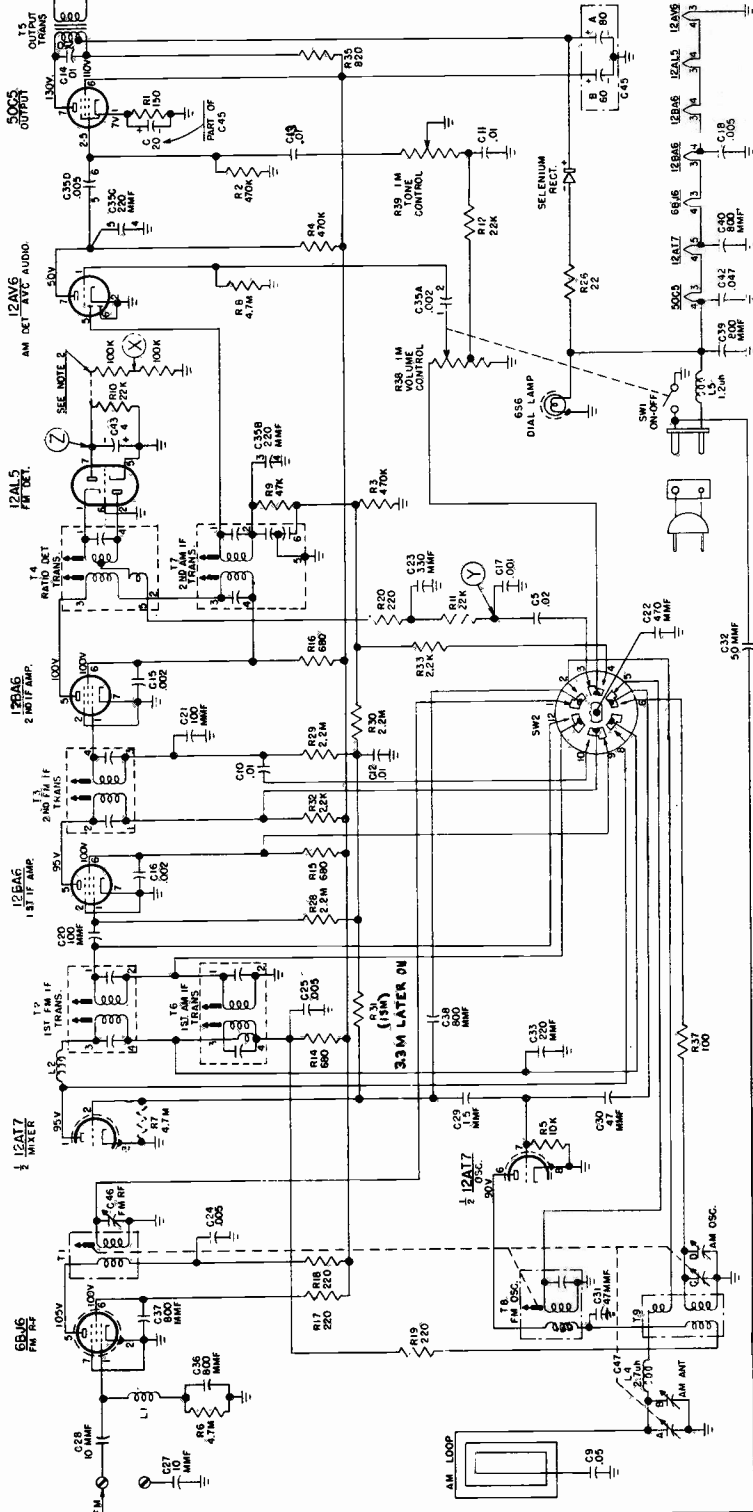 6BJ6
FM R-F
½ 12AT7
MIXER
12BA6
1ST IF AMP.
12BA6
2 ND IF AMP.
12AL5
FM DET.
12AV6
AM DET AVC AUDIO.
50C5
OUTPUT
T5
OUTPUT
TRANS
C28
10 MMF
C27
10
MMF
L1
R6
4.7M
C36
800
MMF
105V
100V
C37
800
MMF
T1
C46
FM RF
C24
.005
R17
220
R18
220
R19
220
95V
R7
4.7M
L2
T2
1ST FM IF
TRANS.
T6
1ST AM IF
TRANS.
C25
.005
R14
680
C20
100
MMF
95V
100V
C16
.002
R28
2.2M
R15
680
R32
2.2K
R31
(15M)
3.3M LATER ON
T3
2ND FM IF
TRANS
C21
100
MMF
C10
.01
R29
2.2M
C12
.01
R30
2.2M
100V
100V
C15
.002
R16
680
T4
RATIO DET
TRANS.
T7
2ND AM IF
TRANS.
R20
220
C23
330
MMF
R11
22K
Y
C17
.001
C5
.02
R33
2.2K
Z
C43
R10
22K
SEE NOTE 2
100K
100K
X
C35B
220
MMF
R9
47K
R3
470K
50V
R8
4.7M
R4
470K
C35D
.005
C35C
220
MMF
C35A
.002
R38 1M
VOLUME
CONTROL
130V
110V
C14
.01
R1
150
7V
C
20
PART OF
C45
R35
820
R2
470K
C13
.01
R39 1M
TONE
CONTROL
C11
.01
R12
22K
SELENIUM
RECT.
R26
22
A
80
B
60
C45
6S6
DIAL LAMP
SW1
ON-OFF
L5
1.2uh
C39
800
MMF
C42
.047
C40
800
MMF
C18
.005
50C5
12AT7
6BJ6
12BA6
12BA6
12AL5
12AV6
C22
470
MMF
SW2
C32
50 MMF
C38
800
MMF
C29
1.5
MMF
C33
220
MMF
C30
47
MMF
½ 12AT7
OSC.
90V
R5
10K
R37
100
T8
FM OSC.
C31
47MMF
T9
AM OSC.
C47
L4
2.7uh
AM ANT
AM LOOP
C9
.05